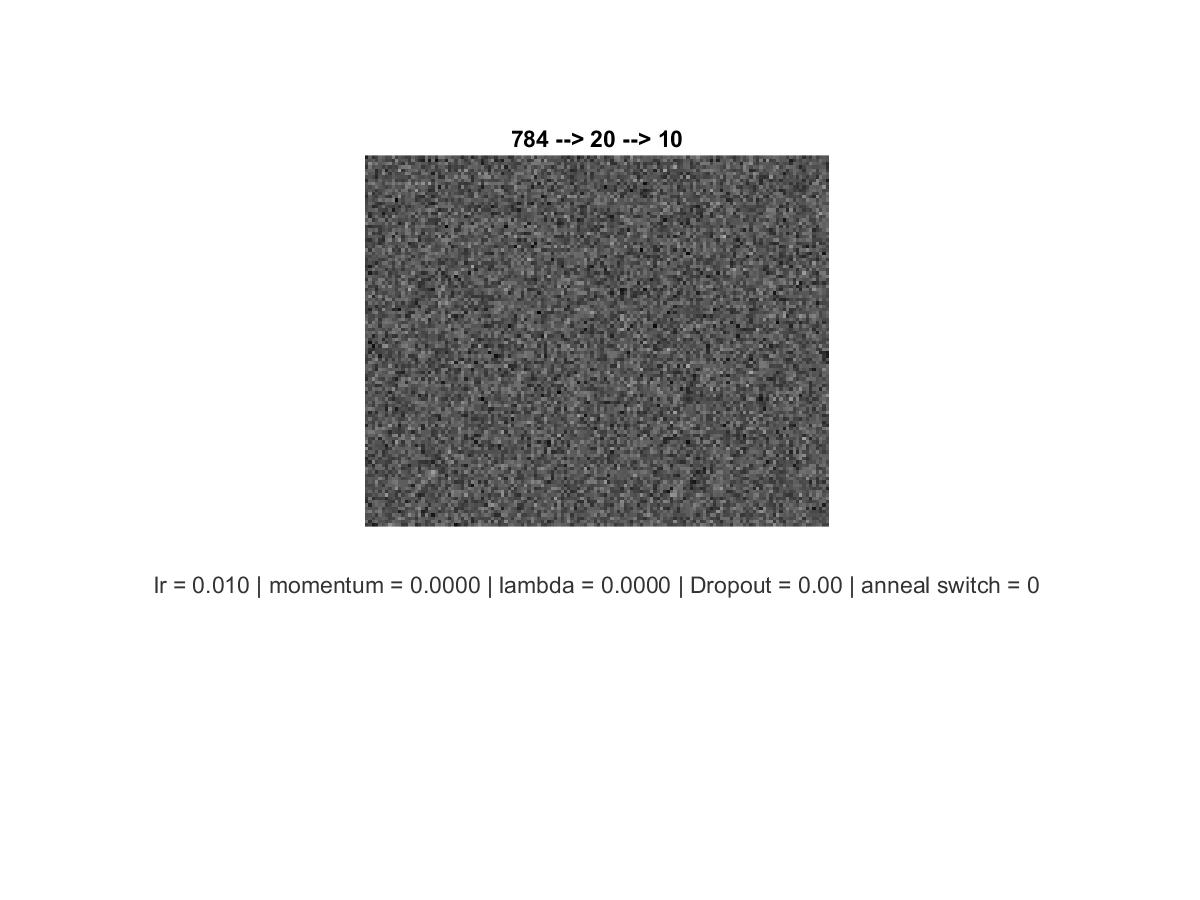 784 --> 20 --> 10
lr = 0.010 | momentum = 0.0000 | lambda = 0.0000 | Dropout = 0.00 | anneal switch = 0